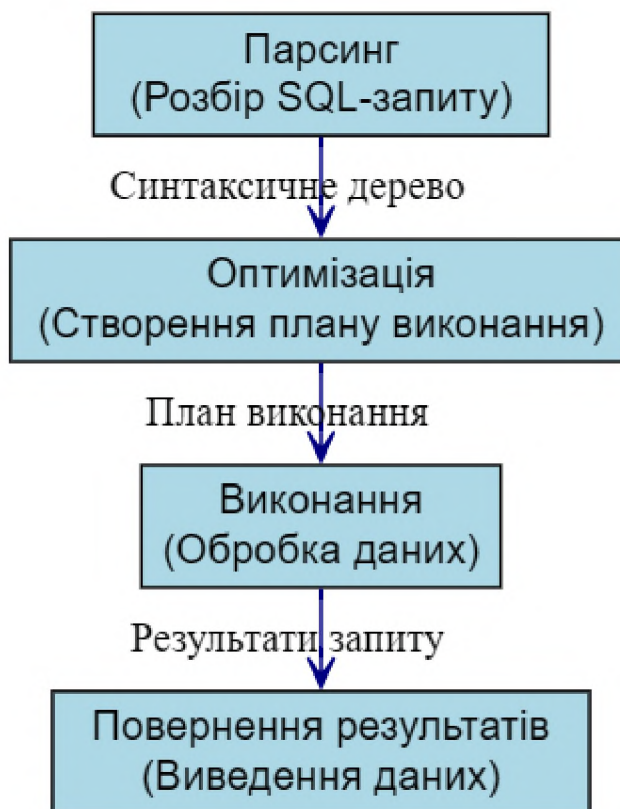 Парсинг
(Розбір SQL-запиту)
Синтаксичне дерево
Оптимізація
(Створення плану виконання)
План виконання
Виконання
(Обробка даних)
Результати запиту
Повернення результатів
(Виведення даних)